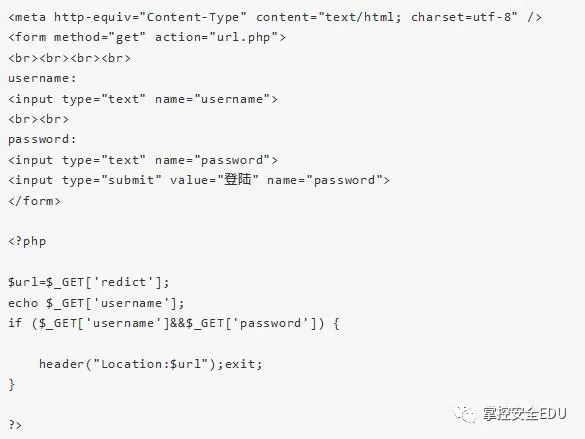 <meta http-equiv="Content-Type" content="text/html; charset=utf-8" />
<form method="get" action="url.php">
<br><br><br><br>
username:
<input type="text" name="username">
<br><br>
password:
<input type="text" name="password">
<input type="submit" value="登陆" name="password">
</form>
<?php
$url=$_GET['redict'];
echo $_GET['username'];
if ($_GET['username']&&$_GET['password']) {
header("Location:$url");exit;
}
?>
掌控安全EDU